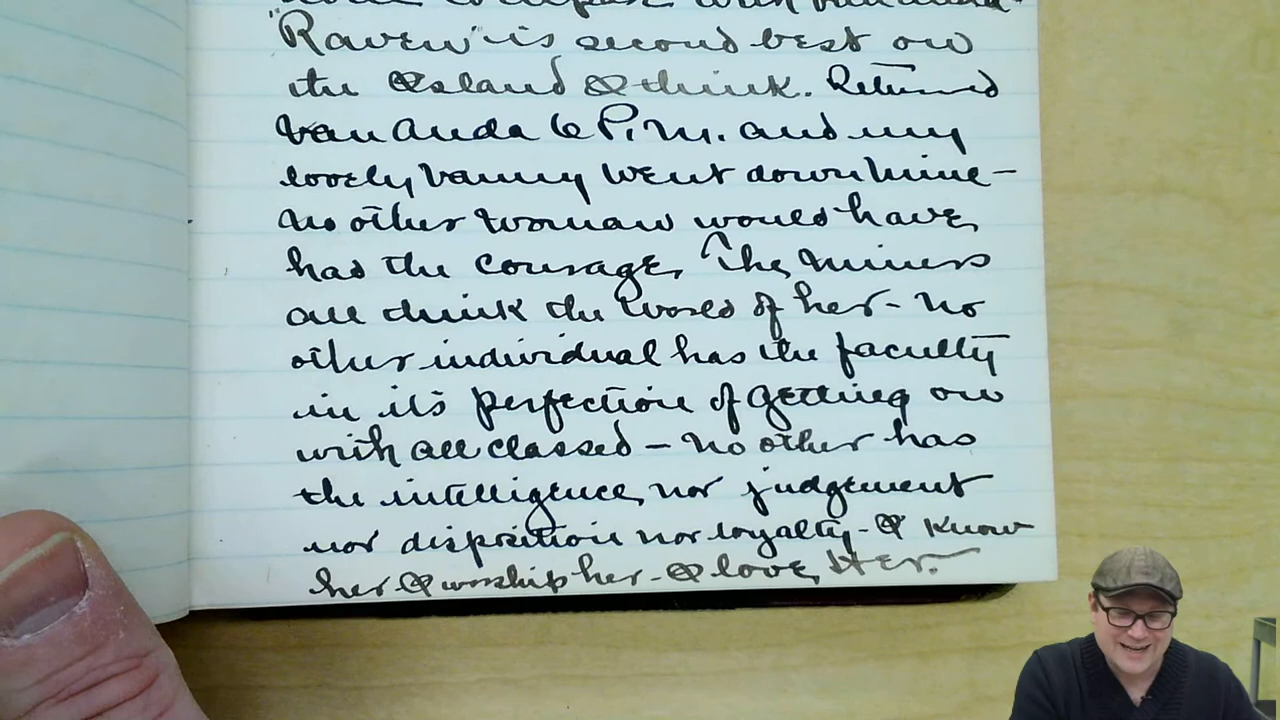 "Raven" is second best on
the Island I think. Returned
Van Anda 6 P.M. and my
lovely Vanny went down mine -
no other woman would have
had the courage. The miners
all think the world of her - no
other individual has the faculty
in its perfection of getting on
with all classed - no other has
the intelligence nor judgement
nor disposition nor loyalty - I know
her I worship her - I love Her.